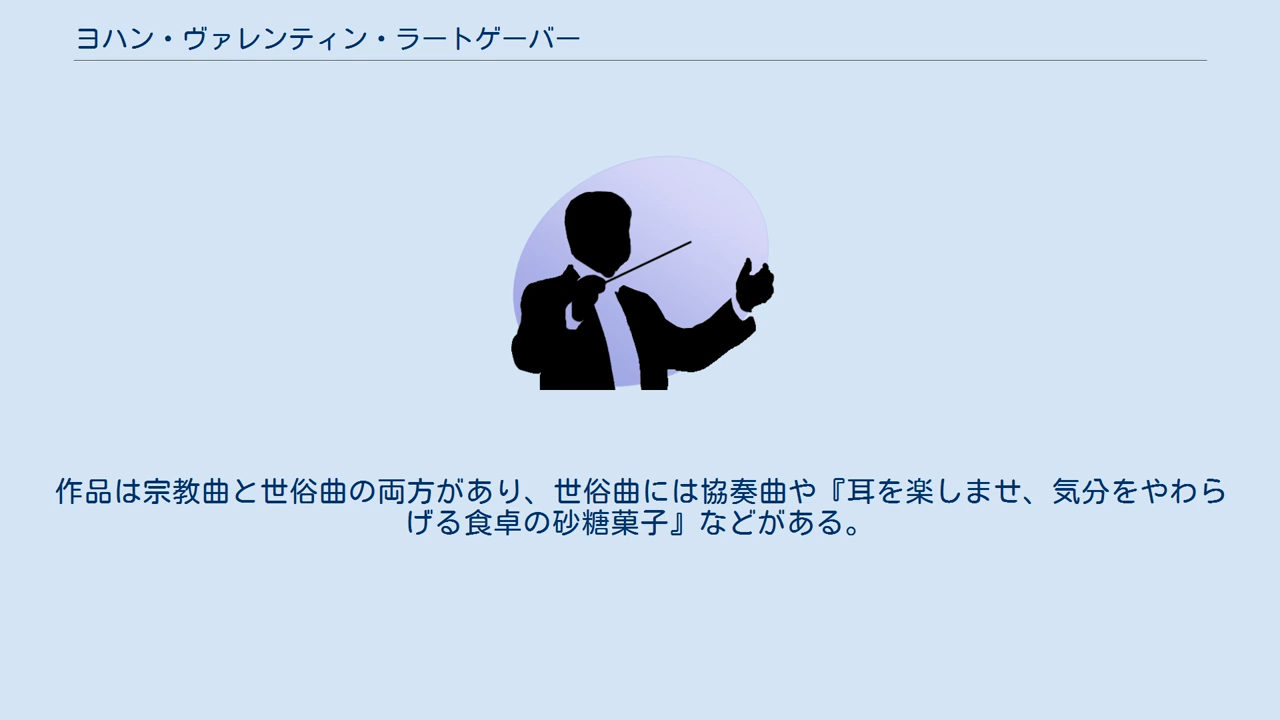 ヨハン・ヴァレンティン・ラートゲーバー
作品は宗教曲と世俗曲の両方があり、世俗曲には協奏曲や『耳を楽しませ、気分をやわら
げる食卓の砂糖菓子』などがある。